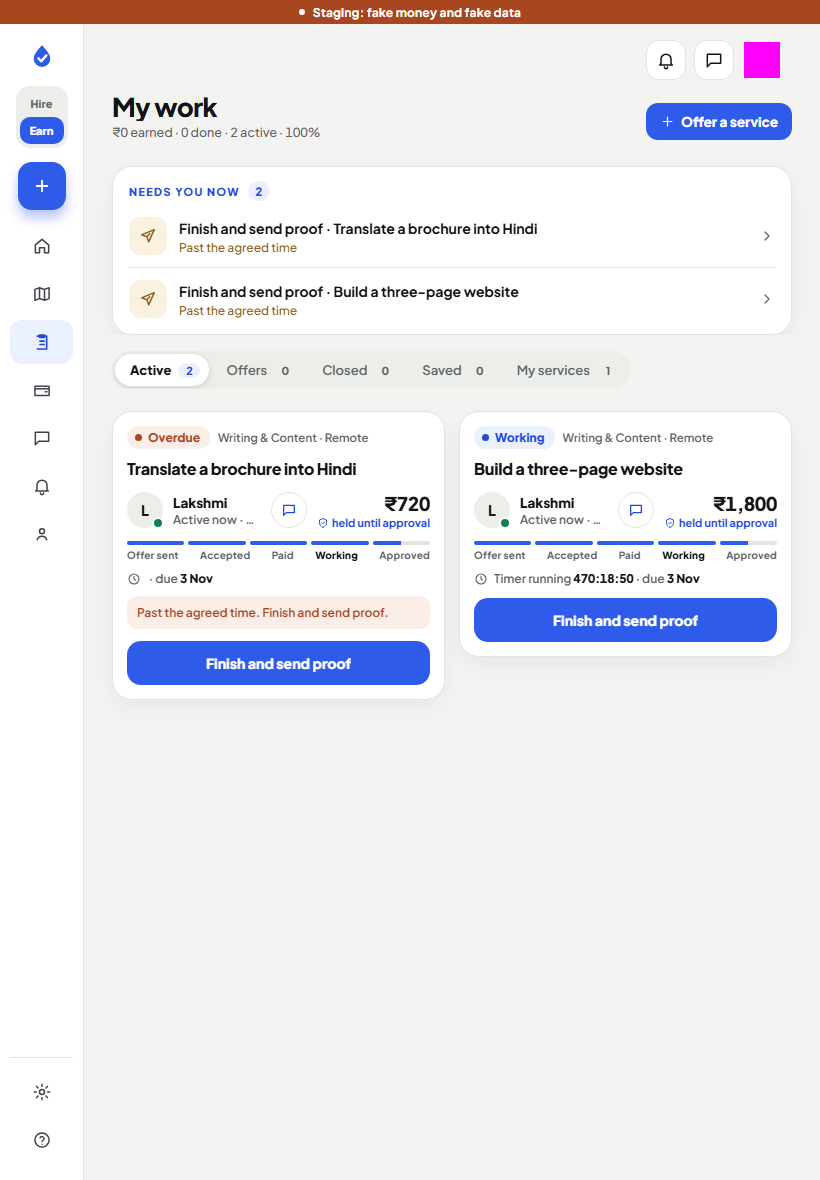 Staging: fake money and fake data
Hire
Earn
My work
₹0 earned · 0 done · 2 active · 100%
+ Offer a service
NEEDS YOU NOW 2
Finish and send proof · Translate a brochure into Hindi
Past the agreed time
Finish and send proof · Build a three-page website
Past the agreed time
Active 2 Offers 0 Closed 0 Saved 0 My services 1
Overdue Writing & Content · Remote
Translate a brochure into Hindi
L Lakshmi ₹720
Active now · ... held until approval
Offer sent Accepted Paid Working Approved
· due 3 Nov
Past the agreed time. Finish and send proof.
Finish and send proof
Working Writing & Content · Remote
Build a three-page website
L Lakshmi ₹1,800
Active now · ... held until approval
Offer sent Accepted Paid Working Approved
Timer running 470:18:50 · due 3 Nov
Finish and send proof